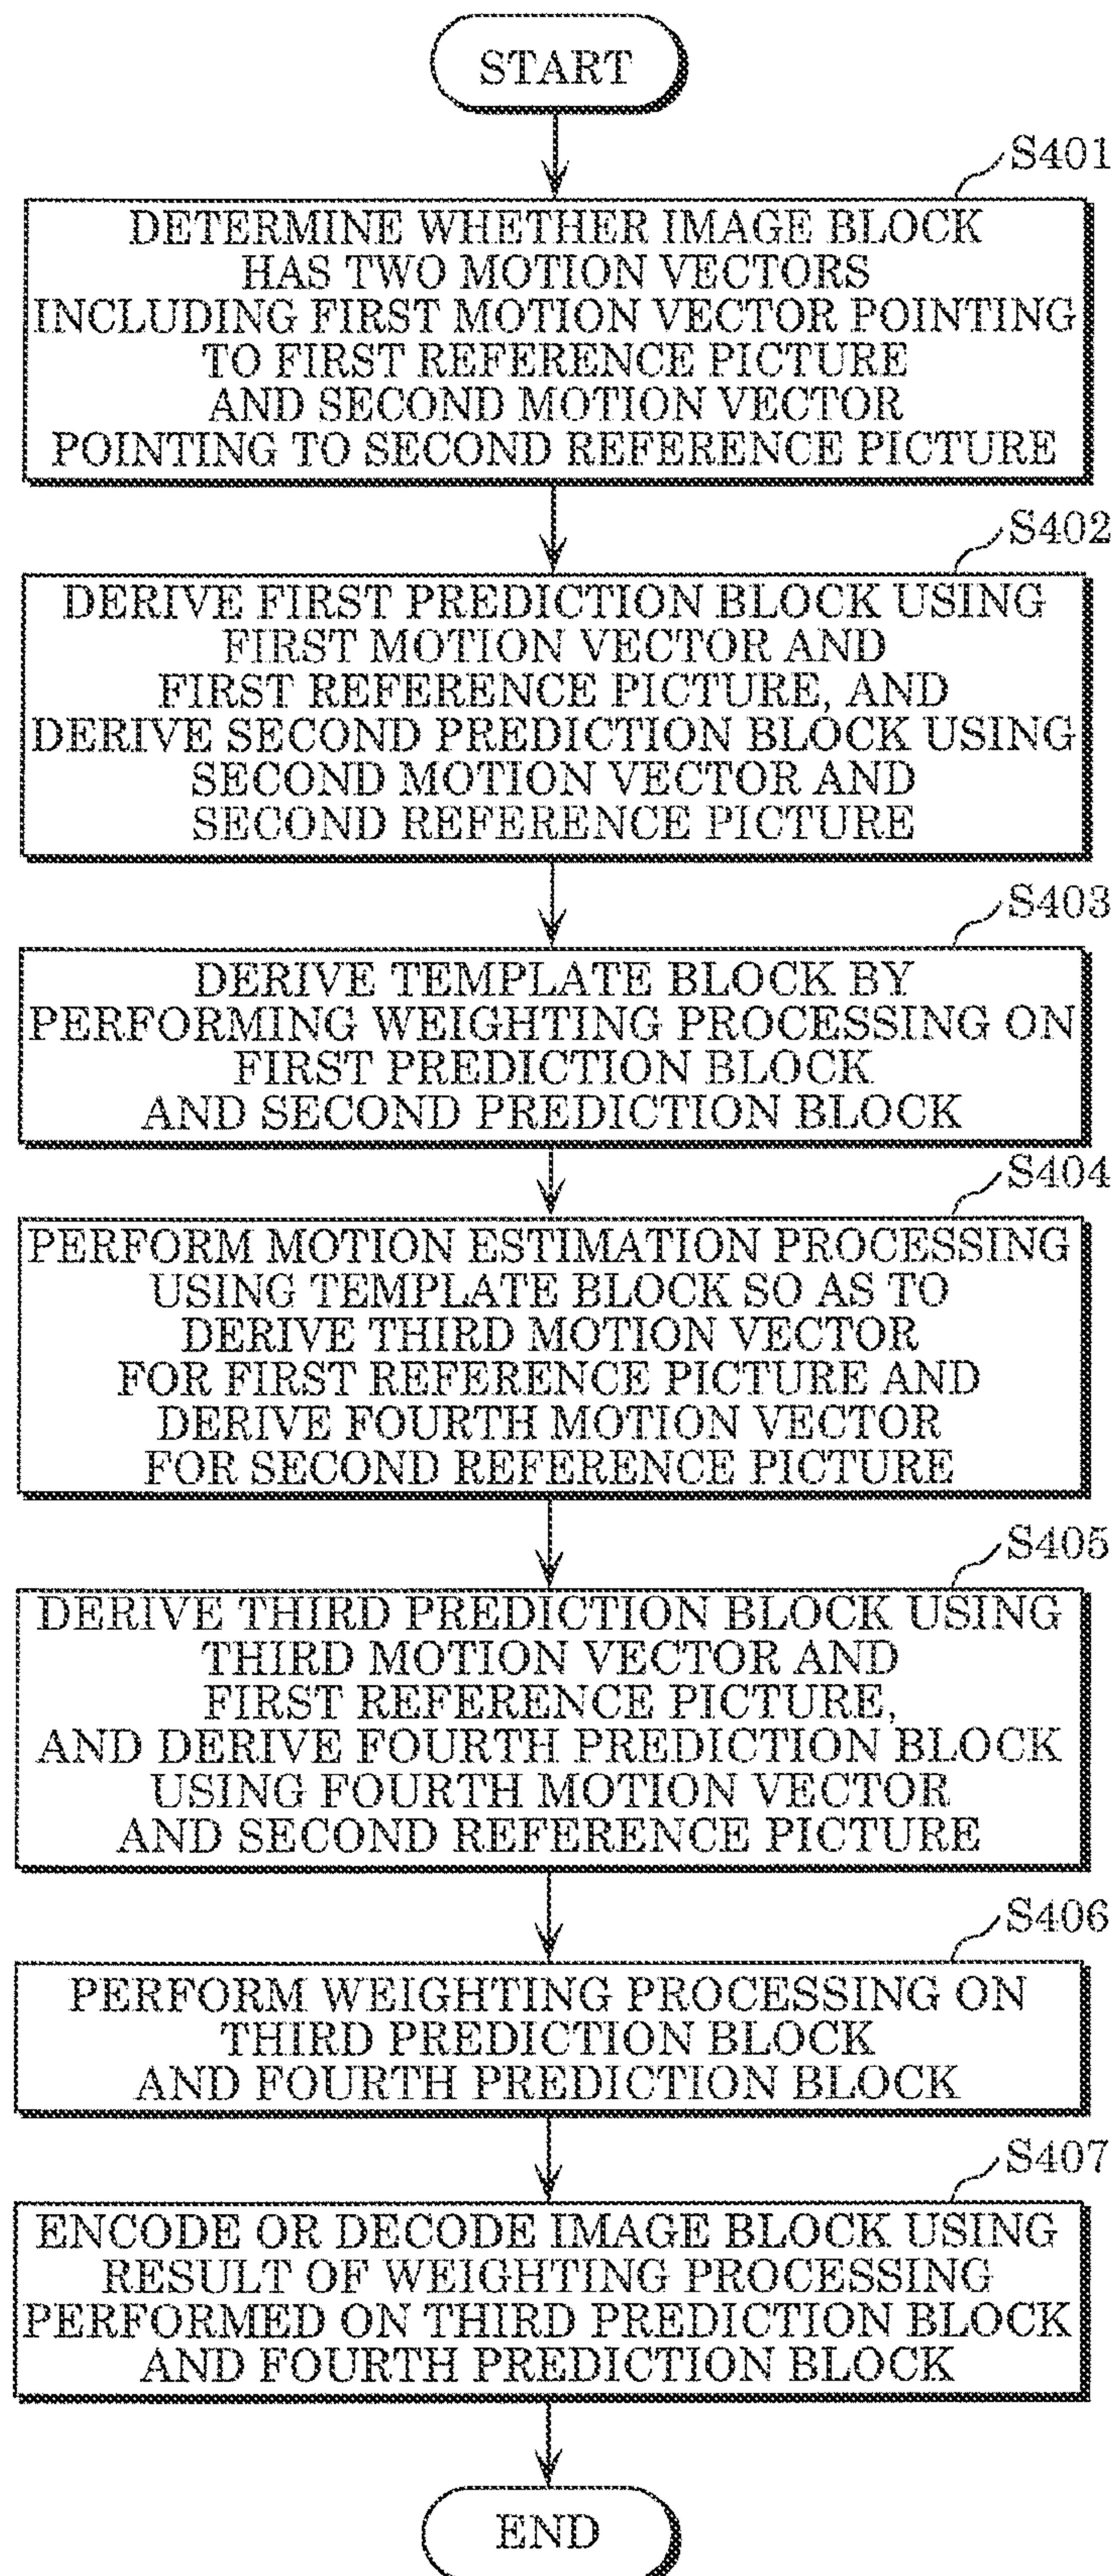 START
S401
DETERMINE WHETHER IMAGE BLOCK
HAS TWO MOTION VECTORS
INCLUDING FIRST MOTION VECTOR POINTING
TO FIRST REFERENCE PICTURE
AND SECOND MOTION VECTOR
POINTING TO SECOND REFERENCE PICTURE
S402
DERIVE FIRST PREDICTION BLOCK USING
FIRST MOTION VECTOR AND
FIRST REFERENCE PICTURE, AND
DERIVE SECOND PREDICTION BLOCK USING
SECOND MOTION VECTOR AND
SECOND REFERENCE PICTURE
S403
DERIVE TEMPLATE BLOCK BY
PERFORMING WEIGHTING PROCESSING ON
FIRST PREDICTION BLOCK
AND SECOND PREDICTION BLOCK
S404
PERFORM MOTION ESTIMATION PROCESSING
USING TEMPLATE BLOCK SO AS TO
DERIVE THIRD MOTION VECTOR
FOR FIRST REFERENCE PICTURE AND
DERIVE FOURTH MOTION VECTOR
FOR SECOND REFERENCE PICTURE
S405
DERIVE THIRD PREDICTION BLOCK USING
THIRD MOTION VECTOR AND
FIRST REFERENCE PICTURE,
AND DERIVE FOURTH PREDICTION BLOCK
USING FOURTH MOTION VECTOR
AND SECOND REFERENCE PICTURE
S406
PERFORM WEIGHTING PROCESSING ON
THIRD PREDICTION BLOCK
AND FOURTH PREDICTION BLOCK
S407
ENCODE OR DECODE IMAGE BLOCK USING
RESULT OF WEIGHTING PROCESSING
PERFORMED ON THIRD PREDICTION BLOCK
AND FOURTH PREDICTION BLOCK
END